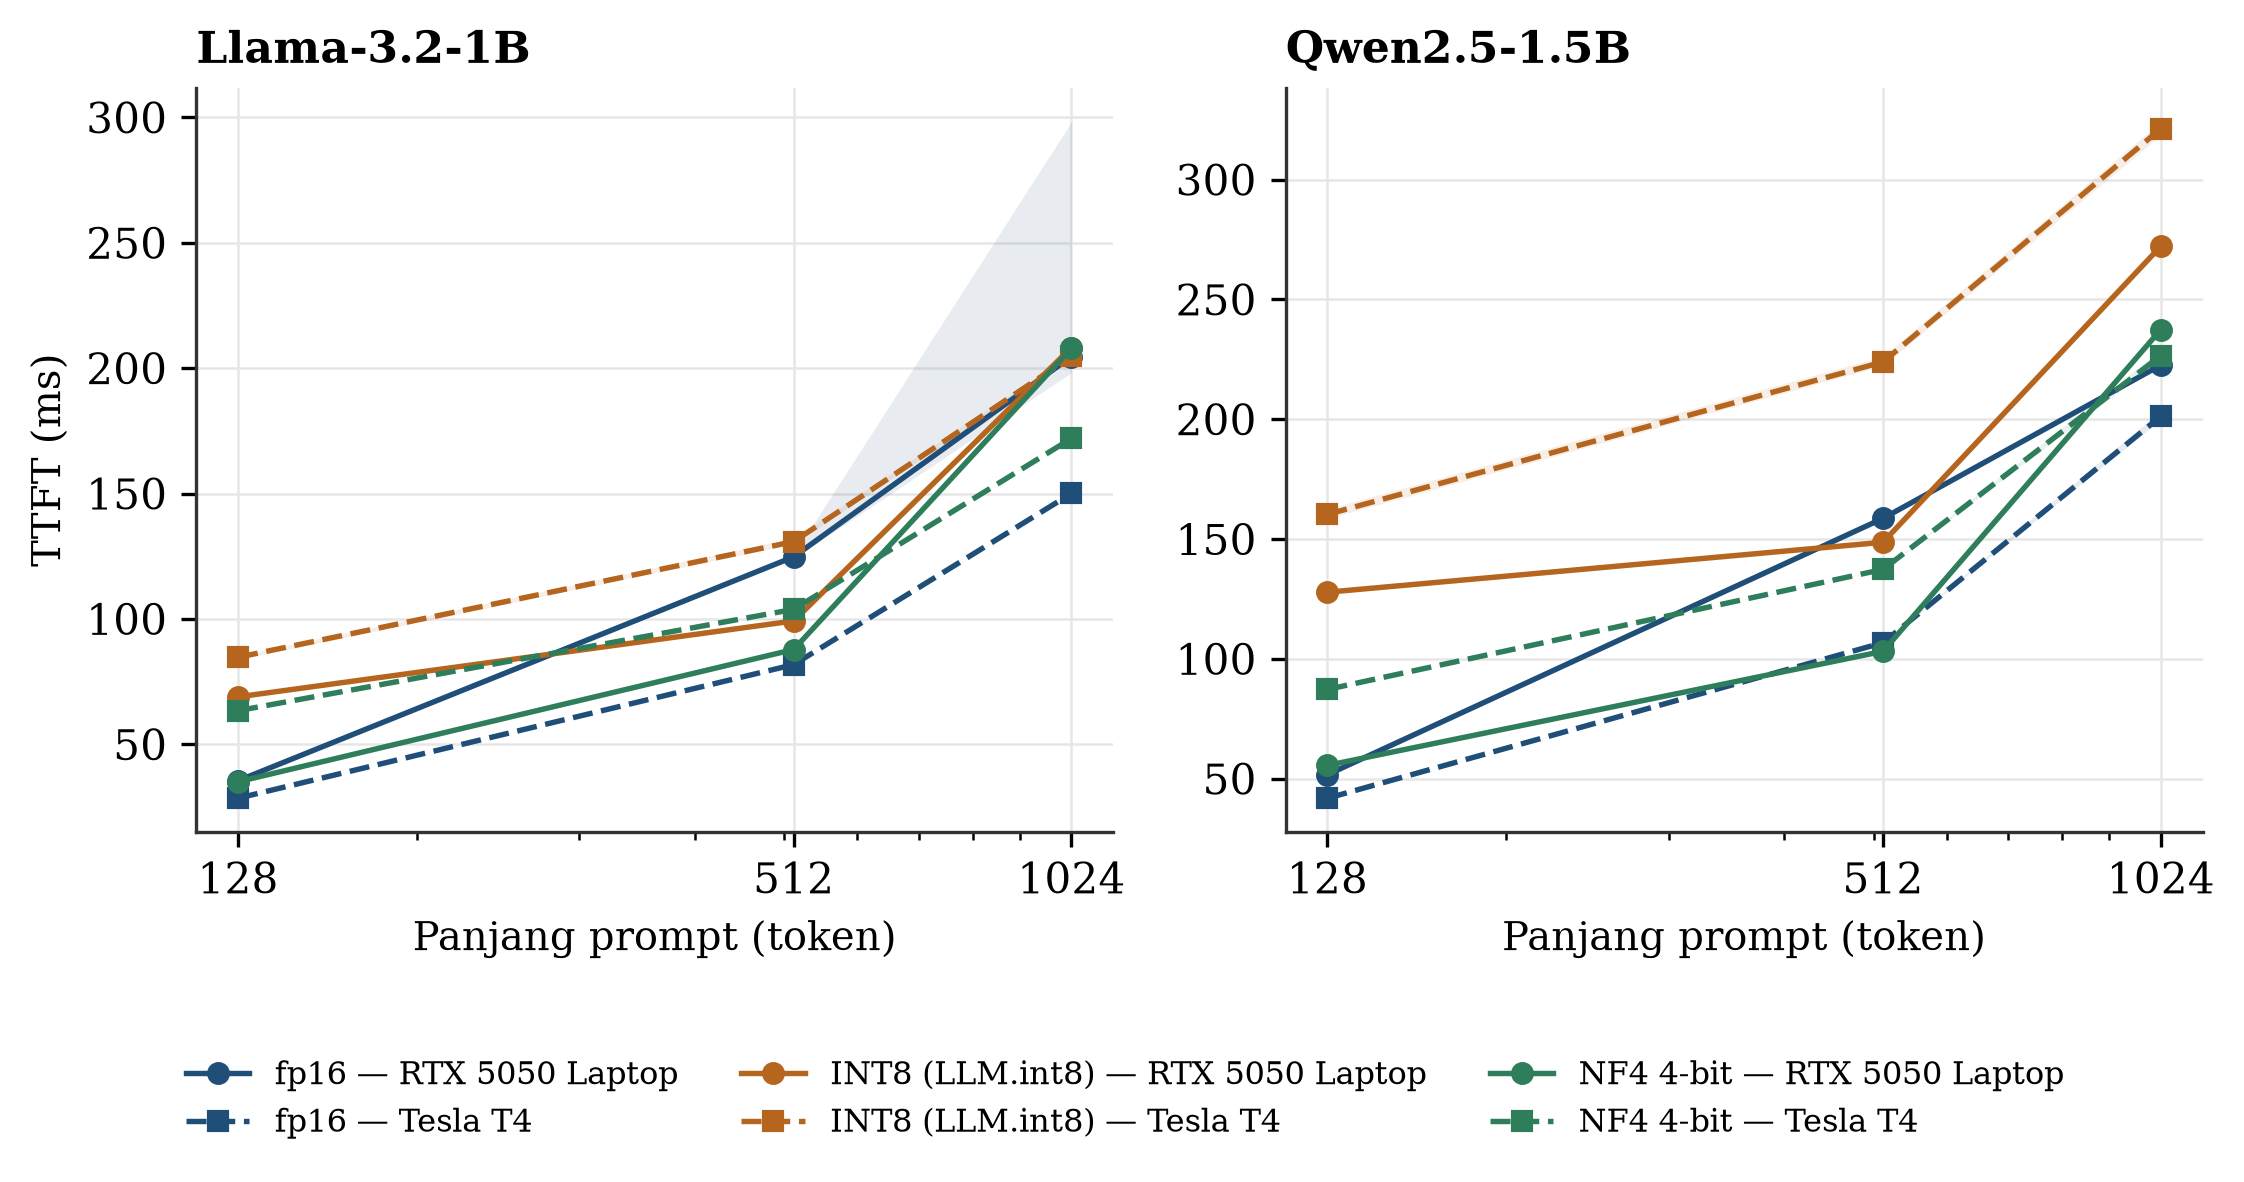 Llama-3.2-1B
300
250
200
150
100
50
TTFT (ms)
128 512 1024
Panjang prompt (token)
Qwen2.5-1.5B
300
250
200
150
100
50
128 512 1024
Panjang prompt (token)
fp16 — RTX 5050 Laptop
fp16 — Tesla T4
INT8 (LLM.int8) — RTX 5050 Laptop
INT8 (LLM.int8) — Tesla T4
NF4 4-bit — RTX 5050 Laptop
NF4 4-bit — Tesla T4